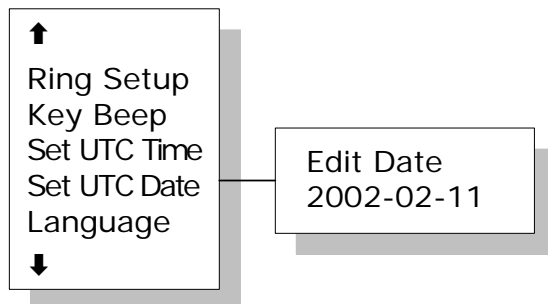 Ring Setup
Key Beep
Set UTC Time
Set UTC Date
Language
Edit Date
2002-02-11